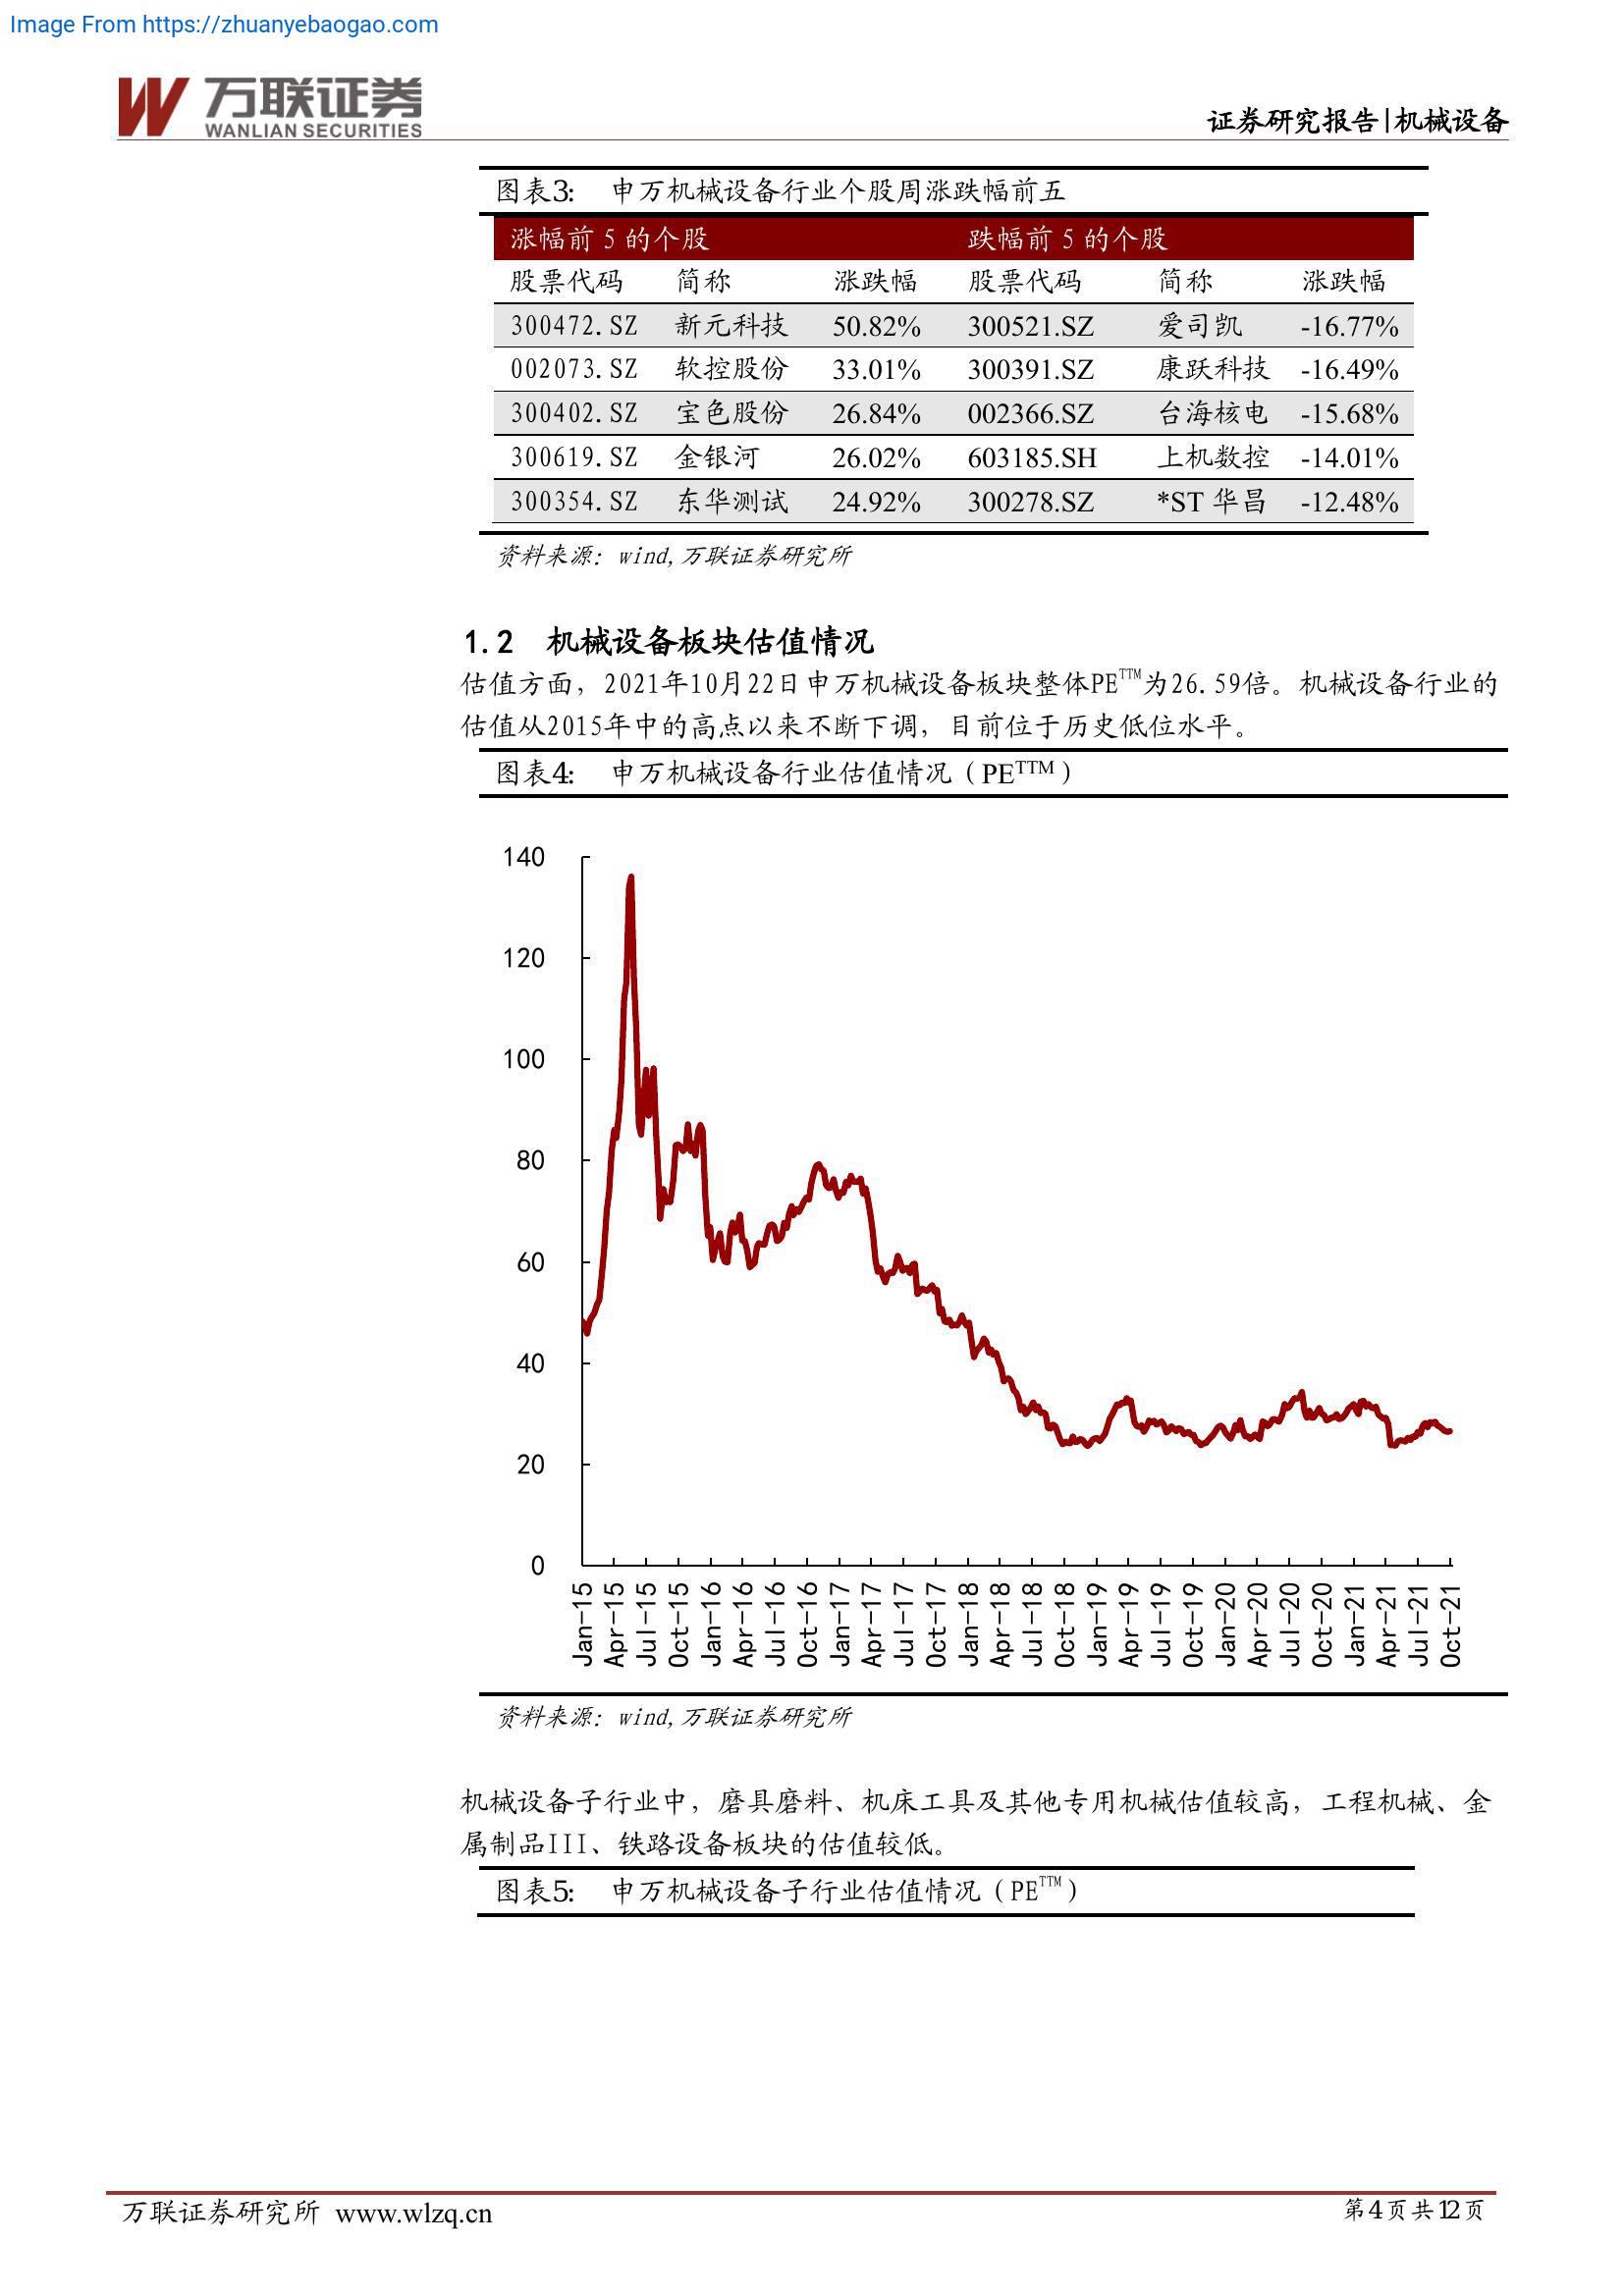 Image From https://zhuanyebaogao.com
万联证券
WANLIAN SECURITIES
证券研究报告|机械设备
图表3: 申万机械设备行业个股周涨跌幅前五
涨幅前 5 的个股 跌幅前 5 的个股
股票代码 简称 涨跌幅 股票代码 简称 涨跌幅
300472.SZ 新元科技 50.82% 300521.SZ 爱司凯 -16.77%
002073.SZ 软控股份 33.01% 300391.SZ 康跃科技 -16.49%
300402.SZ 宝色股份 26.84% 002366.SZ 台海核电 -15.68%
300619.SZ 金银河 26.02% 603185.SH 上机数控 -14.01%
300354.SZ 东华测试 24.92% 300278.SZ *ST 华昌 -12.48%
资料来源: wind,万联证券研究所
1.2 机械设备板块估值情况
估值方面，2021年10月22日申万机械设备板块整体PE^TTM为26.59倍。机械设备行业的
估值从2015年中的高点以来不断下调，目前位于历史低位水平。
图表4: 申万机械设备行业估值情况（PE^TTM）
140
120
100
80
60
40
20
0
Jan-15 Apr-15 Jul-15 Oct-15 Jan-16 Apr-16 Jul-16 Oct-16 Jan-17 Apr-17 Jul-17 Oct-17 Jan-18 Apr-18 Jul-18 Oct-18 Jan-19 Apr-19 Jul-19 Oct-19 Jan-20 Apr-20 Jul-20 Oct-20 Jan-21 Apr-21 Jul-21 Oct-21
资料来源: wind,万联证券研究所
机械设备子行业中，磨具磨料、机床工具及其他专用机械估值较高，工程机械、金
属制品III、铁路设备板块的估值较低。
图表5: 申万机械设备子行业估值情况（PE^TTM）
万联证券研究所 www.wlzq.cn
第4页共12页